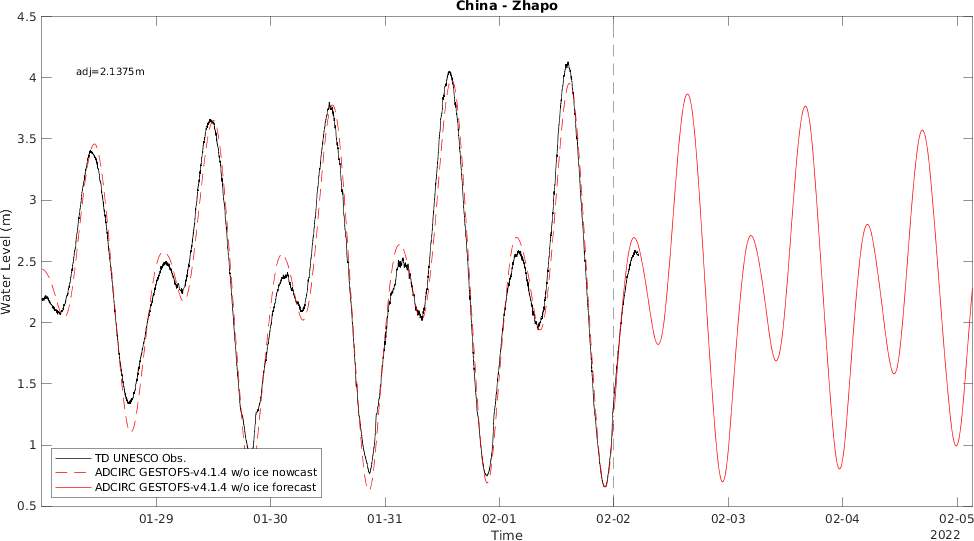 China - Zhapo
4.5
4
3.5
3
2.5
2
1.5
1
0.5
Water Level (m)
adj=2.1375m
TD UNESCO Obs.
ADCIRC GESTOFS-v4.1.4 w/o ice nowcast
ADCIRC GESTOFS-v4.1.4 w/o ice forecast
01-29 01-30 01-31 02-01 02-02 02-03 02-04 02-05
Time
2022